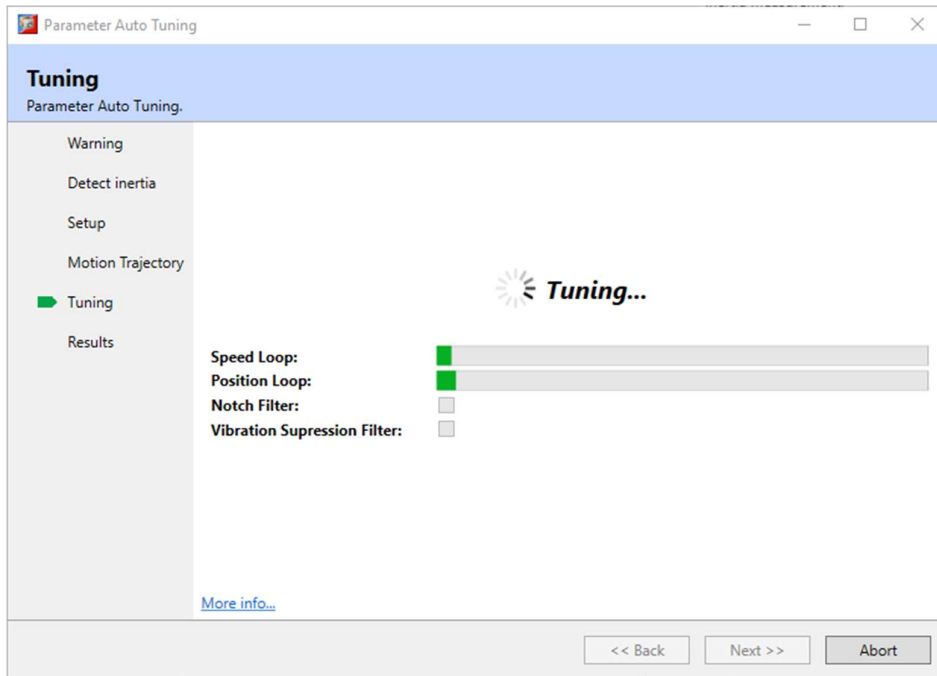 Parameter Auto Tuning
Tuning
Parameter Auto Tuning.
Warning
Detect inertia
Setup
Motion Trajectory
Tuning
Results
Tuning...
Speed Loop:
Position Loop:
Notch Filter:
Vibration Supression Filter:
More info...
<< Back
Next >>
Abort